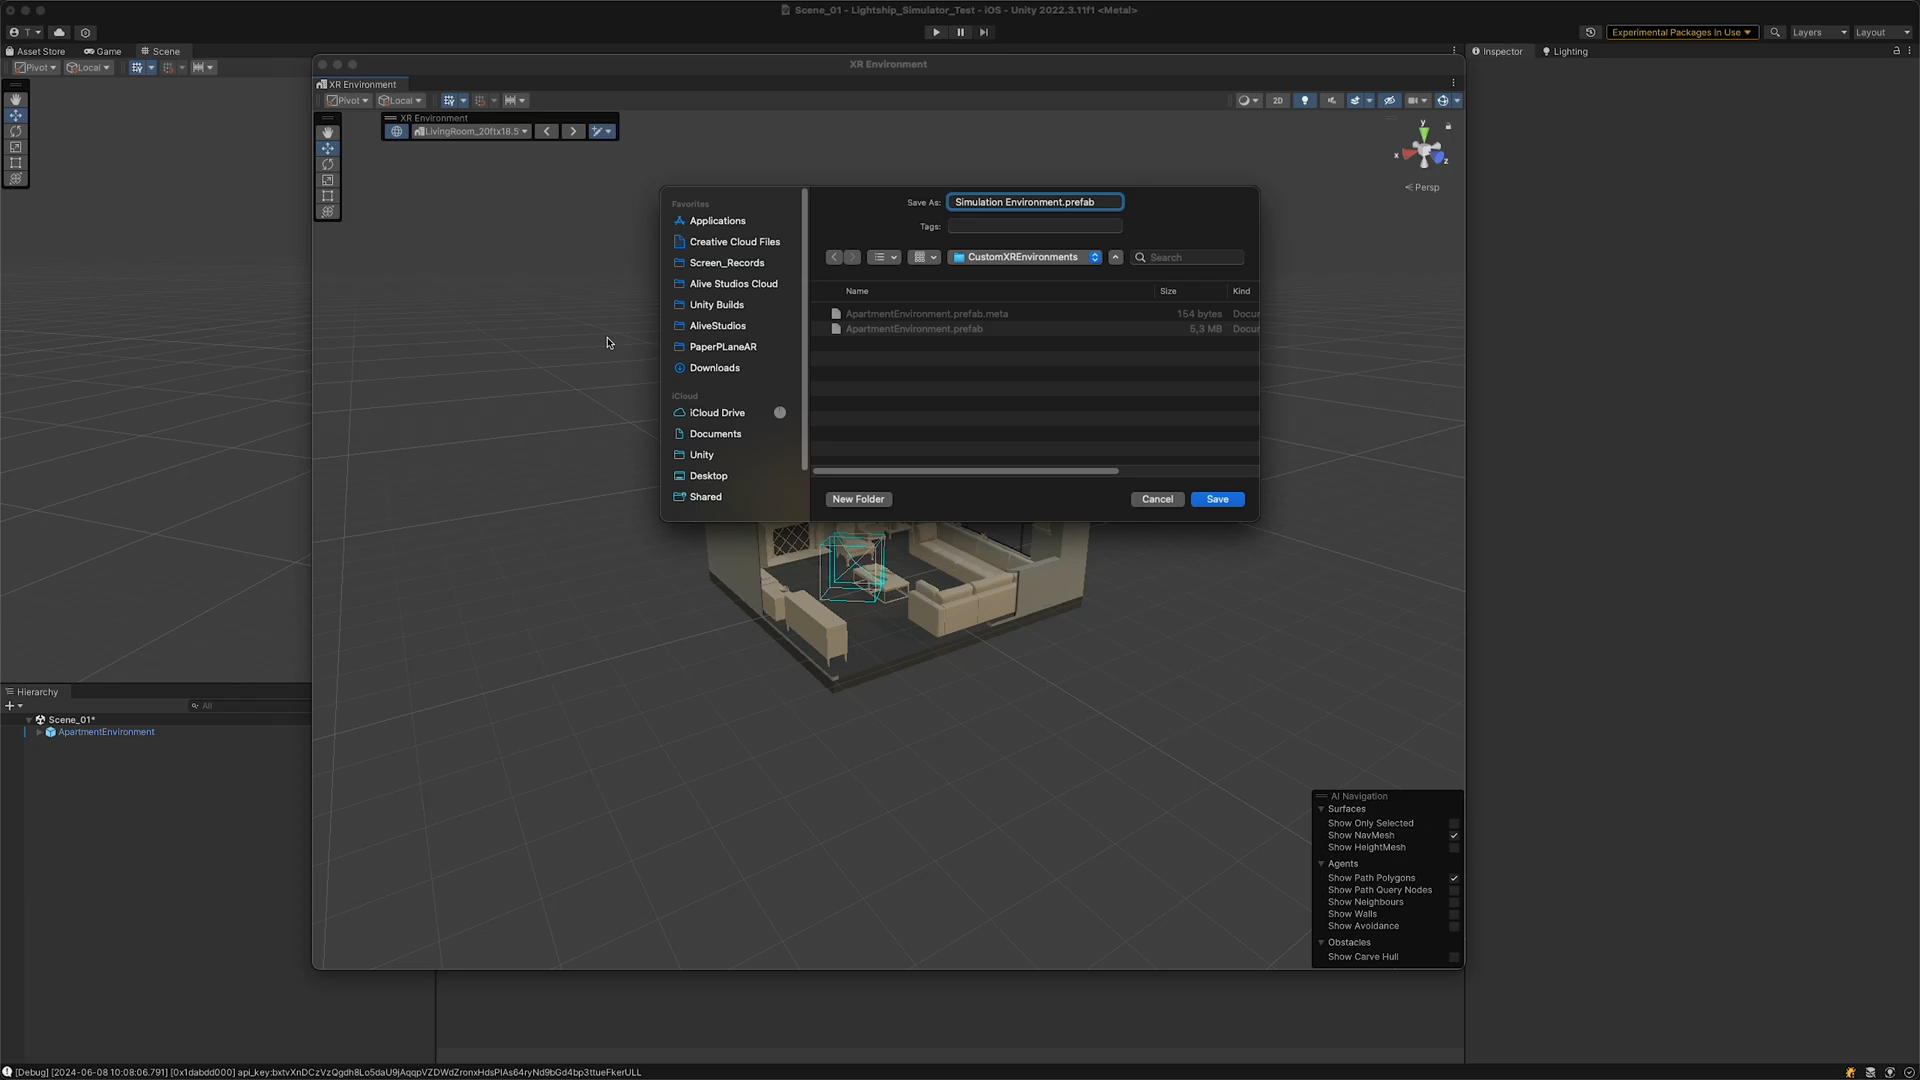 Scene_01 - Lightship_Simulator_Test - iOS - Unity 2022.3.11f1 <Metal>
T
Experimental Packages In Use
Layers
Layout
Asset Store
Game
Scene
Inspector
Lighting
Pivot
Local
XR Environment
XR Environment
Pivot
Local
2D
XR Environment
LivingRoom_20ftx18.5
y
x
z
Persp
Save As:
Simulation Environment.prefab
Tags:
Favorites
Applications
Creative Cloud Files
Screen_Records
Alive Studios Cloud
Unity Builds
AliveStudios
PaperPLaneAR
Downloads
iCloud
iCloud Drive
Documents
Unity
Desktop
Shared
CustomXREnvironments
Search
Name
Size
Kind
ApartmentEnvironment.prefab.meta
154 bytes
Docur
ApartmentEnvironment.prefab
5,3 MB
Docur
New Folder
Cancel
Save
Hierarchy
All
Scene_01*
ApartmentEnvironment
AI Navigation
Surfaces
Show Only Selected
Show NavMesh
Show HeightMesh
Agents
Show Path Polygons
Show Path Query Nodes
Show Neighbours
Show Walls
Show Avoidance
Obstacles
Show Carve Hull
[Debug] [2024-06-08 10:08:06.791] [0x1dabdd000]